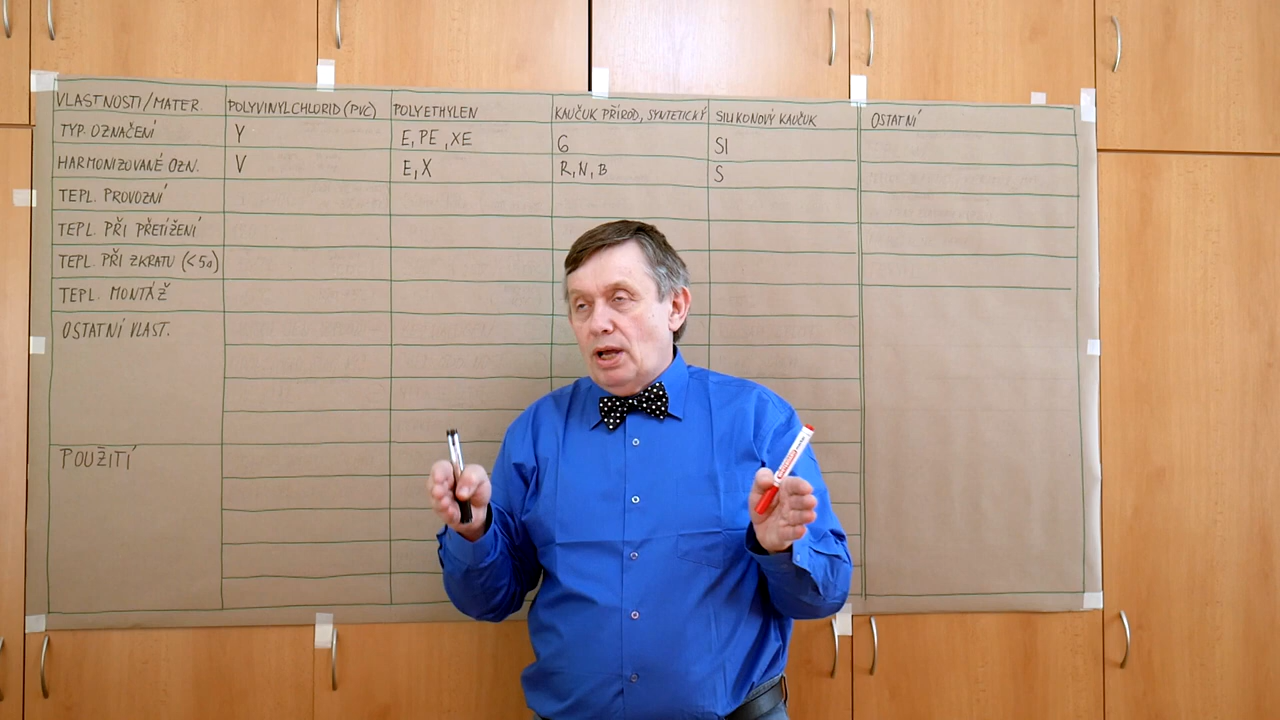 VLASTNOSTI/MATER. POLYVINYLCHLORID (PVC) POLYETHYLEN KAUČUK PŘÍROD, SYNTETICKÝ SILIKONOVÝ KAUČUK OSTATNÍ
TYP. OZNAČENÍ Y E, PE, XE G SI
HARMONIZOVANÉ OZN. V E, X R, N, B S
TEPL. PROVOZNÍ
TEPL. PŘI PŘETÍŽENÍ
TEPL. PŘI ZKRATU (<5s)
TEPL. MONTÁŽ
OSTATNÍ VLAST.
POUŽITÍ